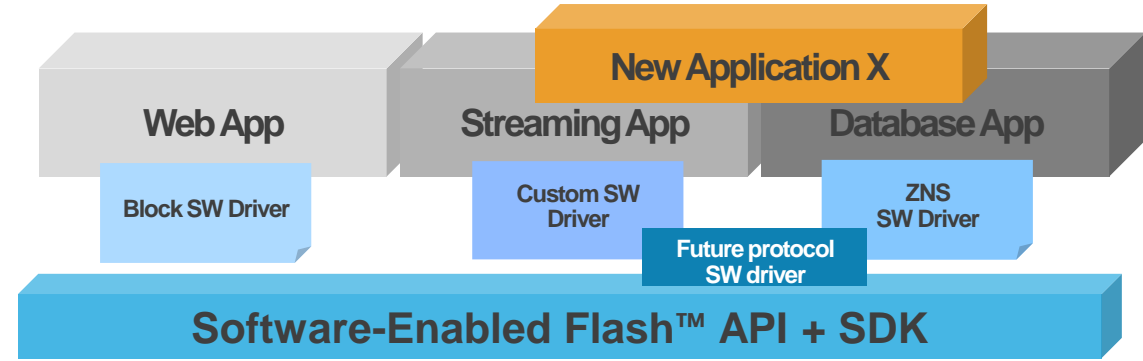 New Application X
Web App
Streaming App
Database App
Block SW Driver
Custom SW
Driver
ZNS
SW Driver
Future protocol
SW driver
Software-Enabled Flash™ API + SDK